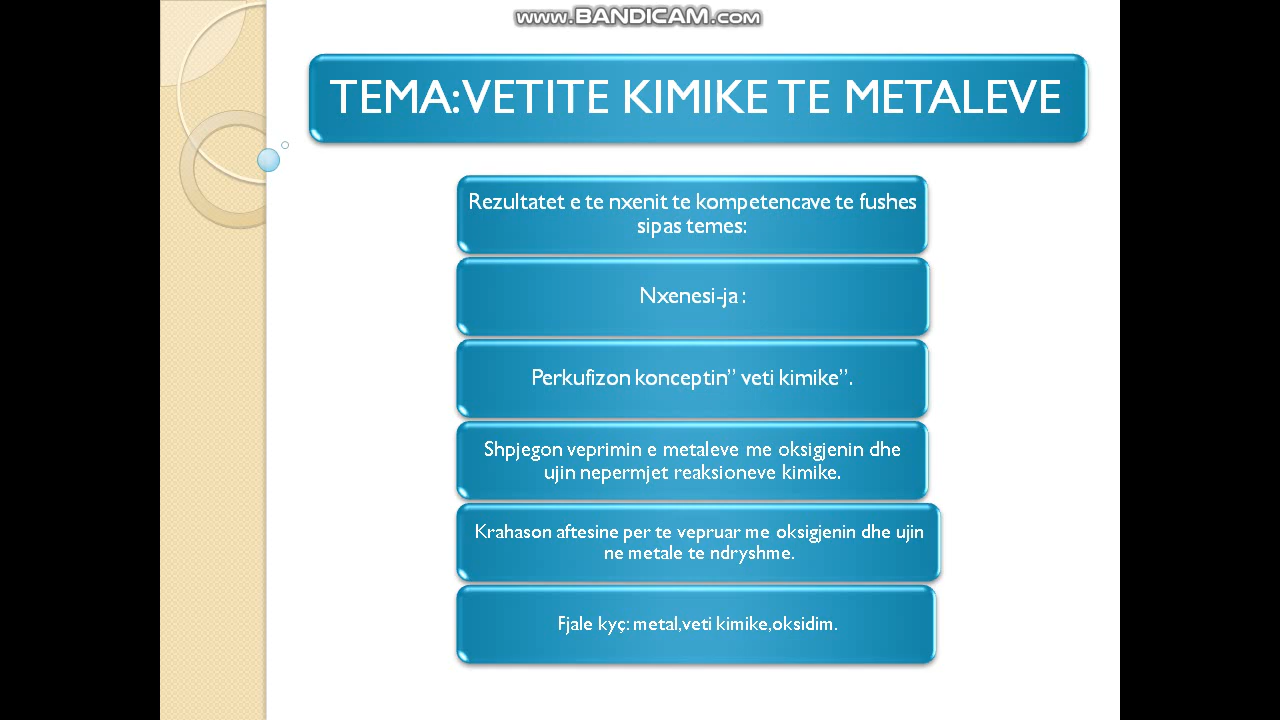 www.BANDICAM.com
TEMA:VETITE KIMIKE TE METALEVE
Rezultatet e te nxenit te kompetencave te fushes
sipas temes:
Nxenesi-ja :
Perkufizon konceptin” veti kimike”.
Shpjegon veprimin e metaleve me oksigjenin dhe
ujin nepermjet reaksioneve kimike.
Krahason aftesine per te vepruar me oksigjenin dhe ujin
ne metale te ndryshme.
Fjale kyç: metal,veti kimike,oksidim.